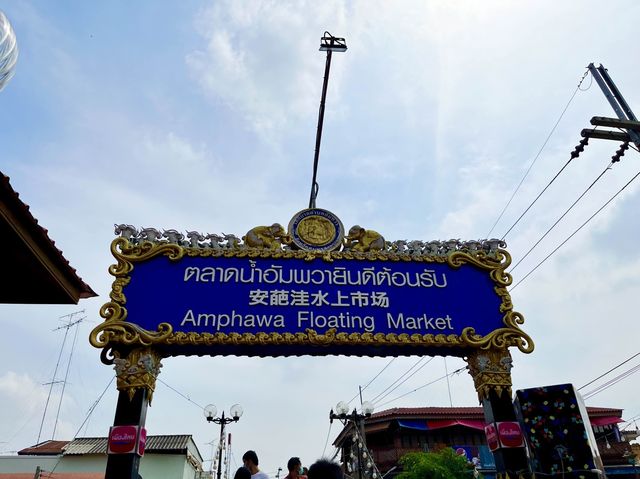 ตลาดน้ำอัมพวายินดีต้อนรับ
安葩洼水上市场
Amphawa Floating Market